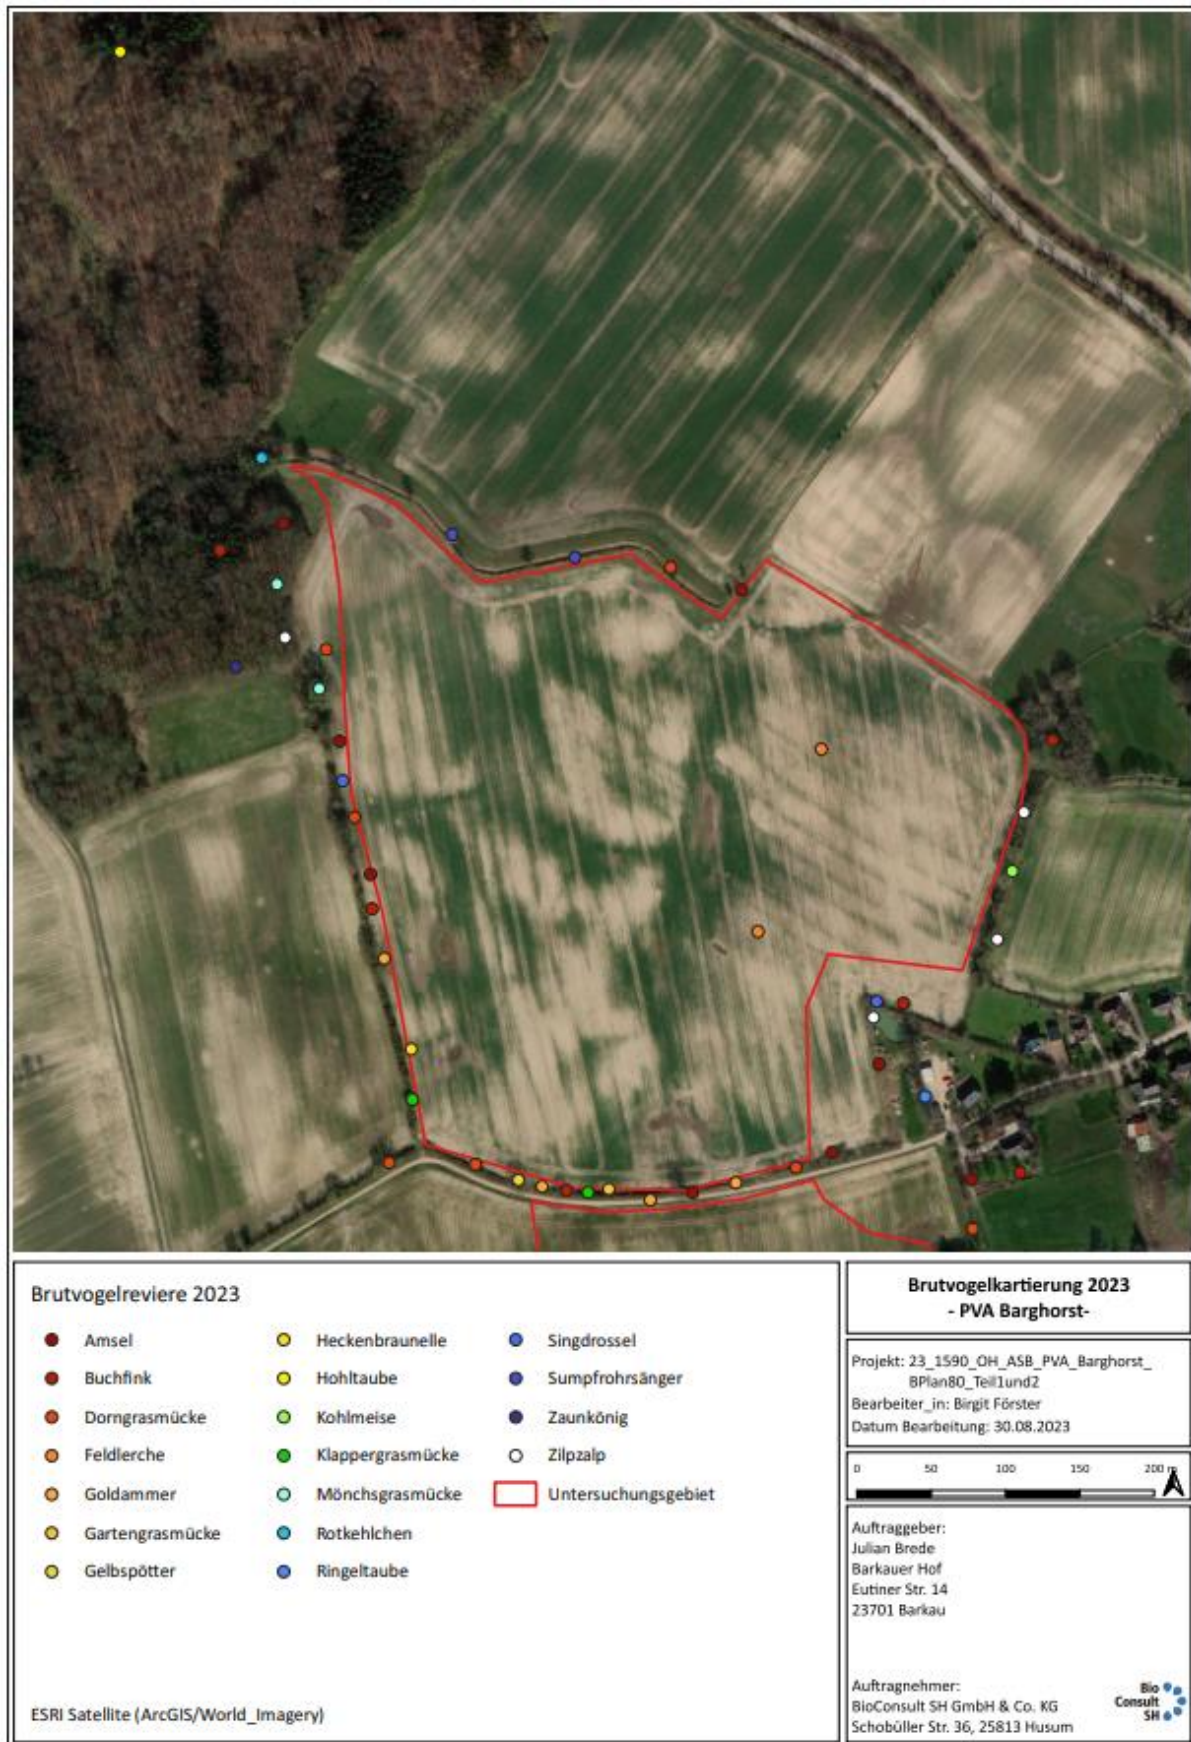 Brutvogelreviere 2023
Amsel
Buchfink
Dorngrasmücke
Feldlerche
Goldammer
Gartengrasmücke
Gelbspötter
Heckenbraunelle
Hohltaube
Kohlmeise
Klappergrasmücke
Mönchsgrasmücke
Rotkehlchen
Ringeltaube
Singdrossel
Sumpfrohrsänger
Zaunkönig
Zilpzalp
Untersuchungsgebiet
ESRI Satellite (ArcGIS/World_Imagery)
Brutvogelkartierung 2023
- PVA Barghorst-
Projekt: 23_1590_OH_ASB_PVA_Barghorst_
BPlan80_Teil1und2
Bearbeiter_in: Birgit Förster
Datum Bearbeitung: 30.08.2023
0 50 100 150 200 m
Auftraggeber:
Julian Brede
Barkauer Hof
Eutiner Str. 14
23701 Barkau
Auftragnehmer:
BioConsult SH GmbH & Co. KG
Schobüller Str. 36, 25813 Husum
Bio
Consult
SH